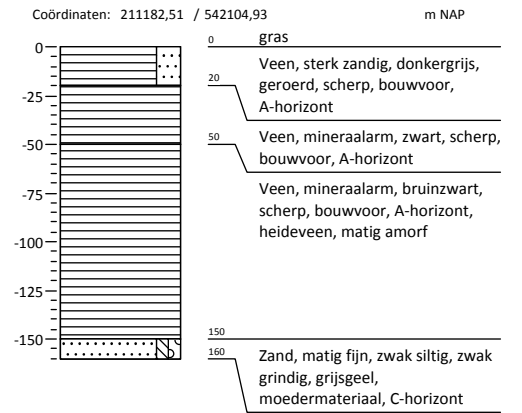 Coördinaten: 211182,51 / 542104,93 m NAP
0 0 gras
Veen, sterk zandig, donkergrijs,
20 geroerd, scherp, bouwvoor,
-25 A-horizont
-50 50 Veen, mineraalarm, zwart, scherp,
bouwvoor, A-horizont
-75 Veen, mineraalarm, bruinzwart,
scherp, bouwvoor, A-horizont,
heideveen, matig amorf
-100
-125
-150 150
160 Zand, matig fijn, zwak siltig, zwak
grindig, grijsgeel,
moedermateriaal, C-horizont